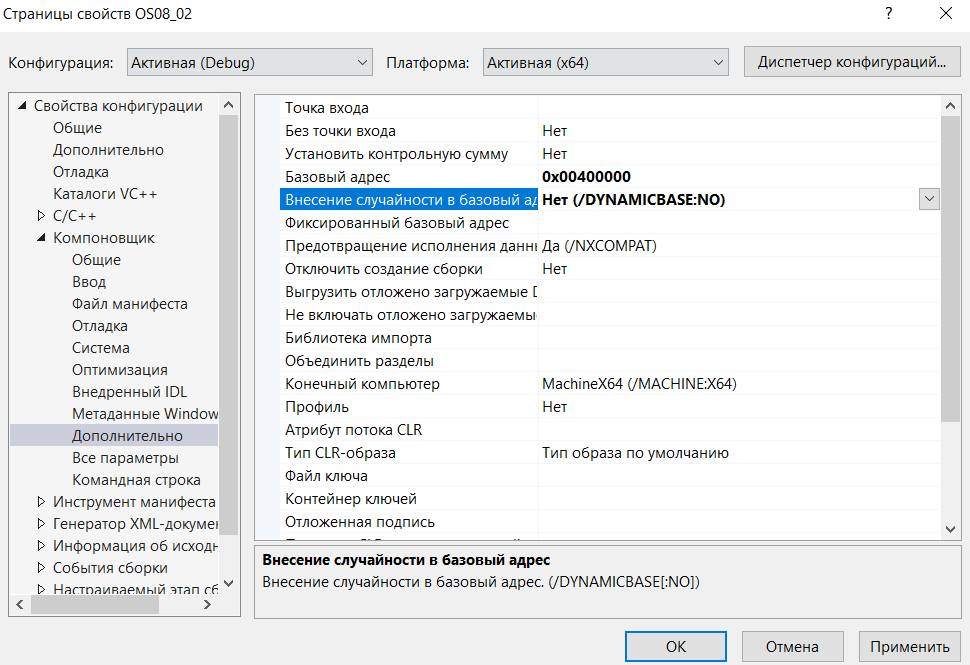 Страницы свойств OS08_02
?
Конфигурация:
Активная (Debug)
Платформа:
Активная (x64)
Диспетчер конфигураций...
Свойства конфигурации
Общие
Дополнительно
Отладка
Каталоги VC++
C/C++
Компоновщик
Общие
Ввод
Файл манифеста
Отладка
Система
Оптимизация
Внедренный IDL
Метаданные Window
Дополнительно
Все параметры
Командная строка
Инструмент манифеста
Генератор XML-докумен
Информация об исходн
События сборки
Настраиваемый этап сб
Точка входа
Без точки входа Нет
Установить контрольную сумму Нет
Базовый адрес 0x00400000
Внесение случайности в базовый ад Нет (/DYNAMICBASE:NO)
Фиксированный базовый адрес
Предотвращение исполнения данны Да (/NXCOMPAT)
Отключить создание сборки Нет
Выгрузить отложено загружаемые D
Не включать отложено загружаемы
Библиотека импорта
Объединить разделы
Конечный компьютер MachineX64 (/MACHINE:X64)
Профиль Нет
Атрибут потока CLR
Тип CLR-образа Тип образа по умолчанию
Файл ключа
Контейнер ключей
Отложенная подпись
Внесение случайности в базовый адрес
Внесение случайности в базовый адрес. (/DYNAMICBASE[:NO])
ОК
Отмена
Применить